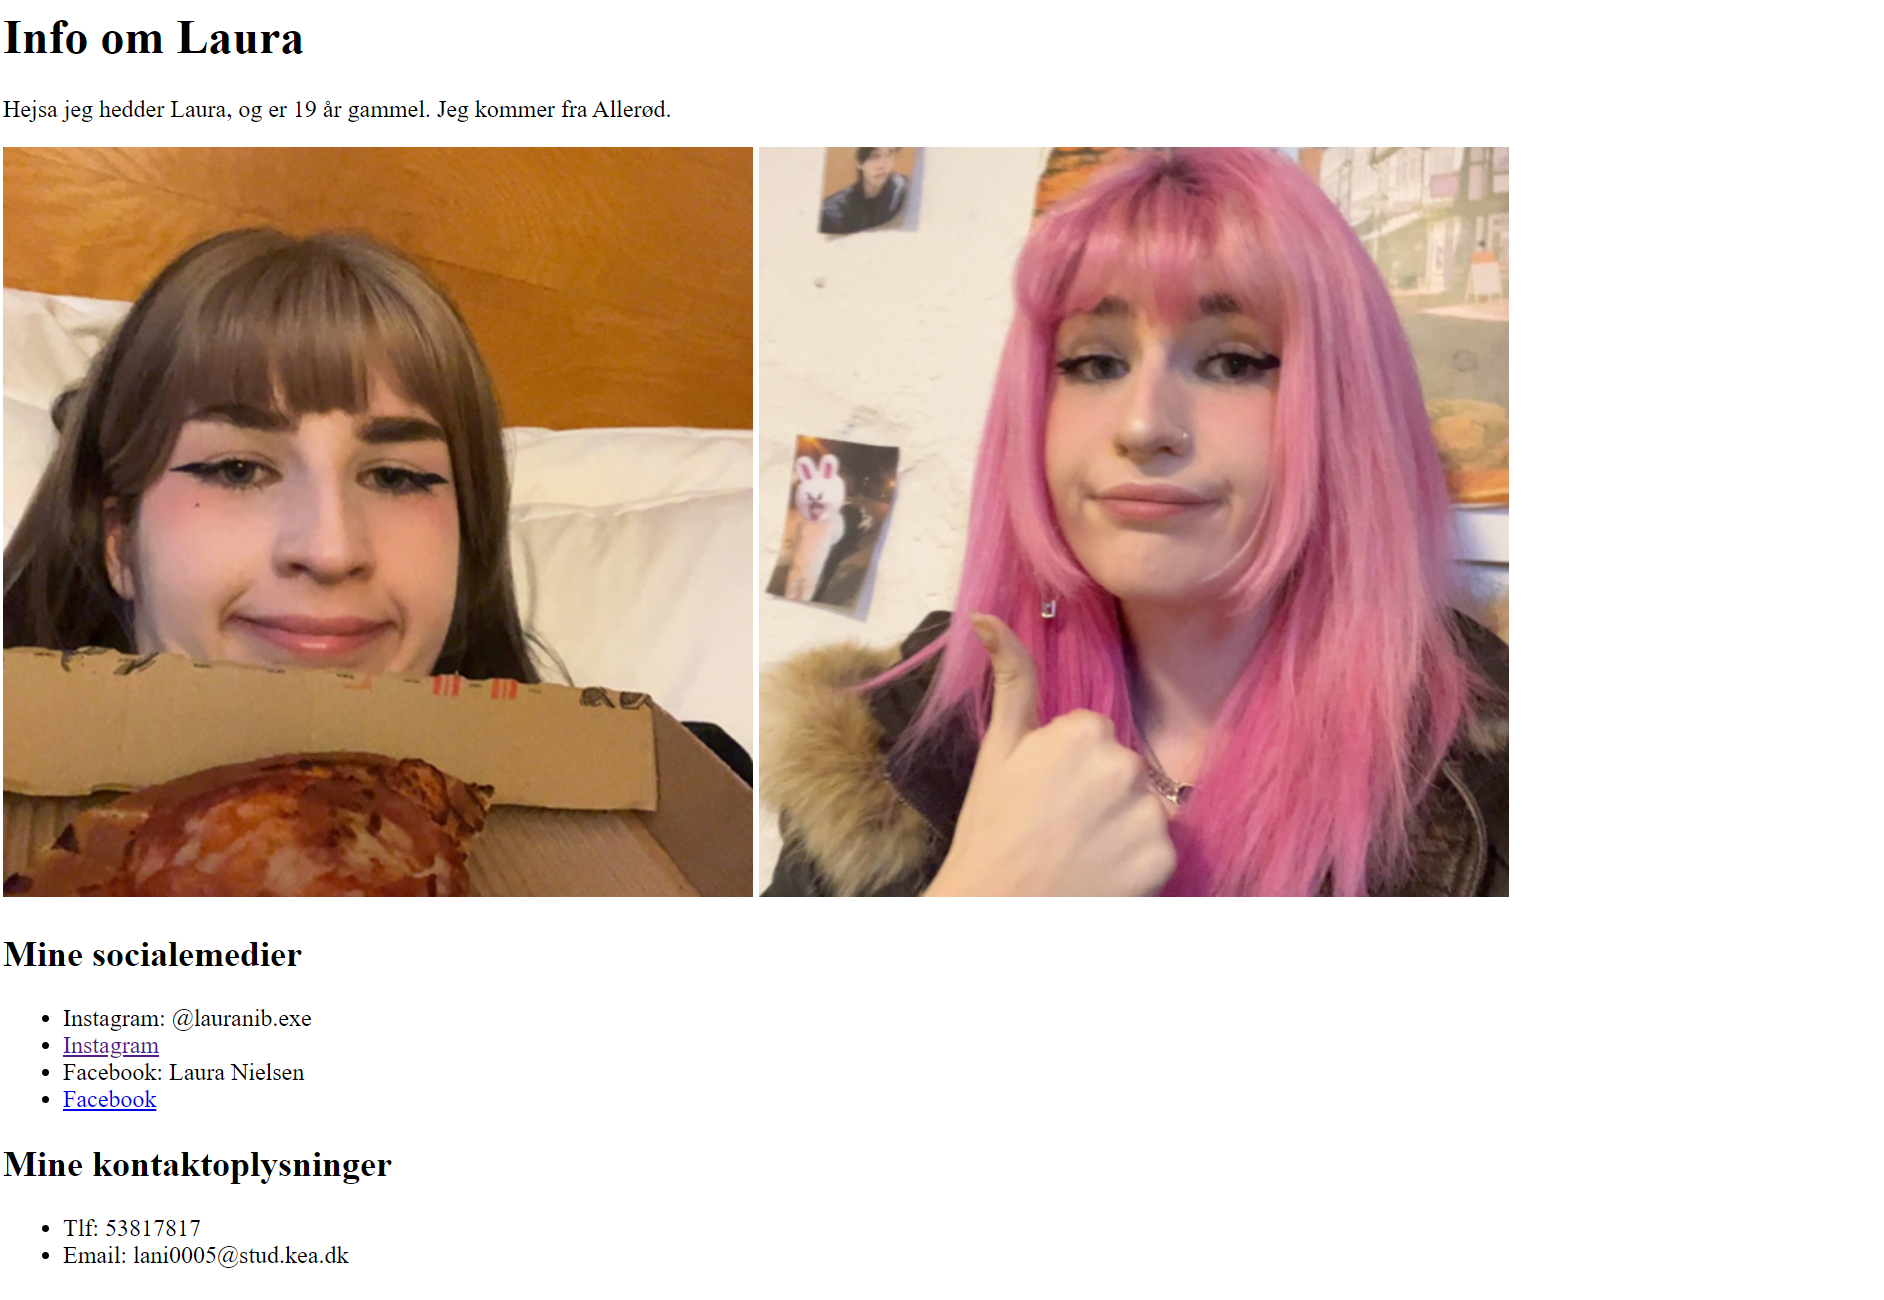 Info om Laura
Hejsa jeg hedder Laura, og er 19 år gammel. Jeg kommer fra Allerød.
Mine socialemedier
Instagram: @lauranib.exe
Instagram
Facebook: Laura Nielsen
Facebook
Mine kontaktoplysninger
Tlf: 53817817
Email: lani0005@stud.kea.dk